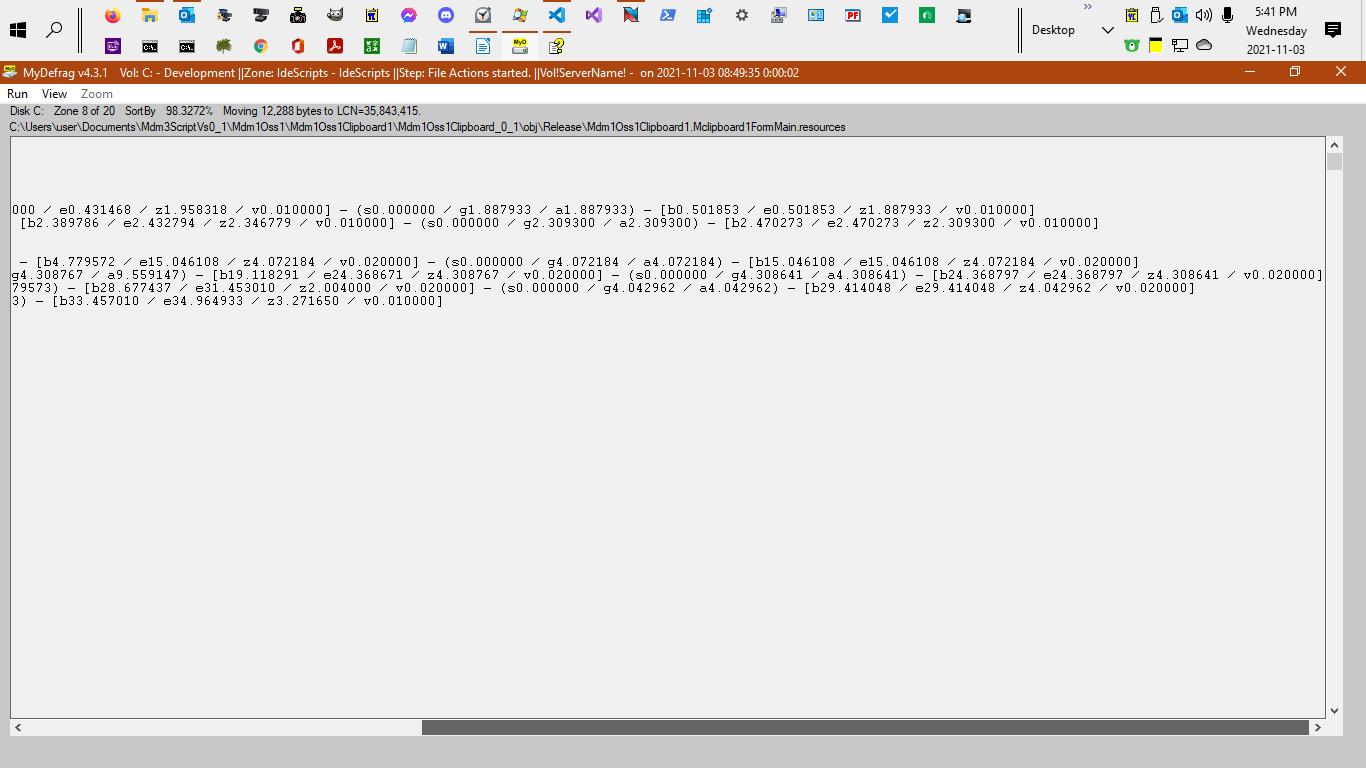 Desktop
»
5:41 PM
Wednesday
2021-11-03
MyDefrag v4.3.1 Vol: C: - Development ||Zone: IdeScripts - IdeScripts ||Step: File Actions started. ||Vol!ServerName! - on 2021-11-03 08:49:35 0:00:02
Run View Zoom
Disk C: Zone 8 of 20 SortBy 98.3272% Moving 12,288 bytes to LCN=35,843,415.
C:\Users\user\Documents\Mdm3ScriptVs0_1\Mdm1Oss1\Mdm1Oss1Clipboard1\Mdm1Oss1Clipboard_0_1\obj\Release\Mdm1Oss1Clipboard1.Mclipboard1FormMain.resources
000 / e0.431468 / z1.958318 / v0.010000] - (s0.000000 / g1.887933 / a1.887933) - [b0.501853 / e0.501853 / z1.887933 / v0.010000]
[b2.389786 / e2.432794 / z2.346779 / v0.010000] - (s0.000000 / g2.309300 / a2.309300) - [b2.470273 / e2.470273 / z2.309300 / v0.010000]
- [b4.779572 / e15.046108 / z4.072184 / v0.020000] - (s0.000000 / g4.072184 / a4.072184) - [b15.046108 / e15.046108 / z4.072184 / v0.020000]
g4.308767 / a9.559147) - [b19.118291 / e24.368671 / z4.308767 / v0.020000] - (s0.000000 / g4.308641 / a4.308641) - [b24.368797 / e24.368797 / z4.308641 / v0.020000]
79573) - [b28.677437 / e31.453010 / z2.004000 / v0.020000] - (s0.000000 / g4.042962 / a4.042962) - [b29.414048 / e29.414048 / z4.042962 / v0.020000]
3) - [b33.457010 / e34.964933 / z3.271650 / v0.010000]